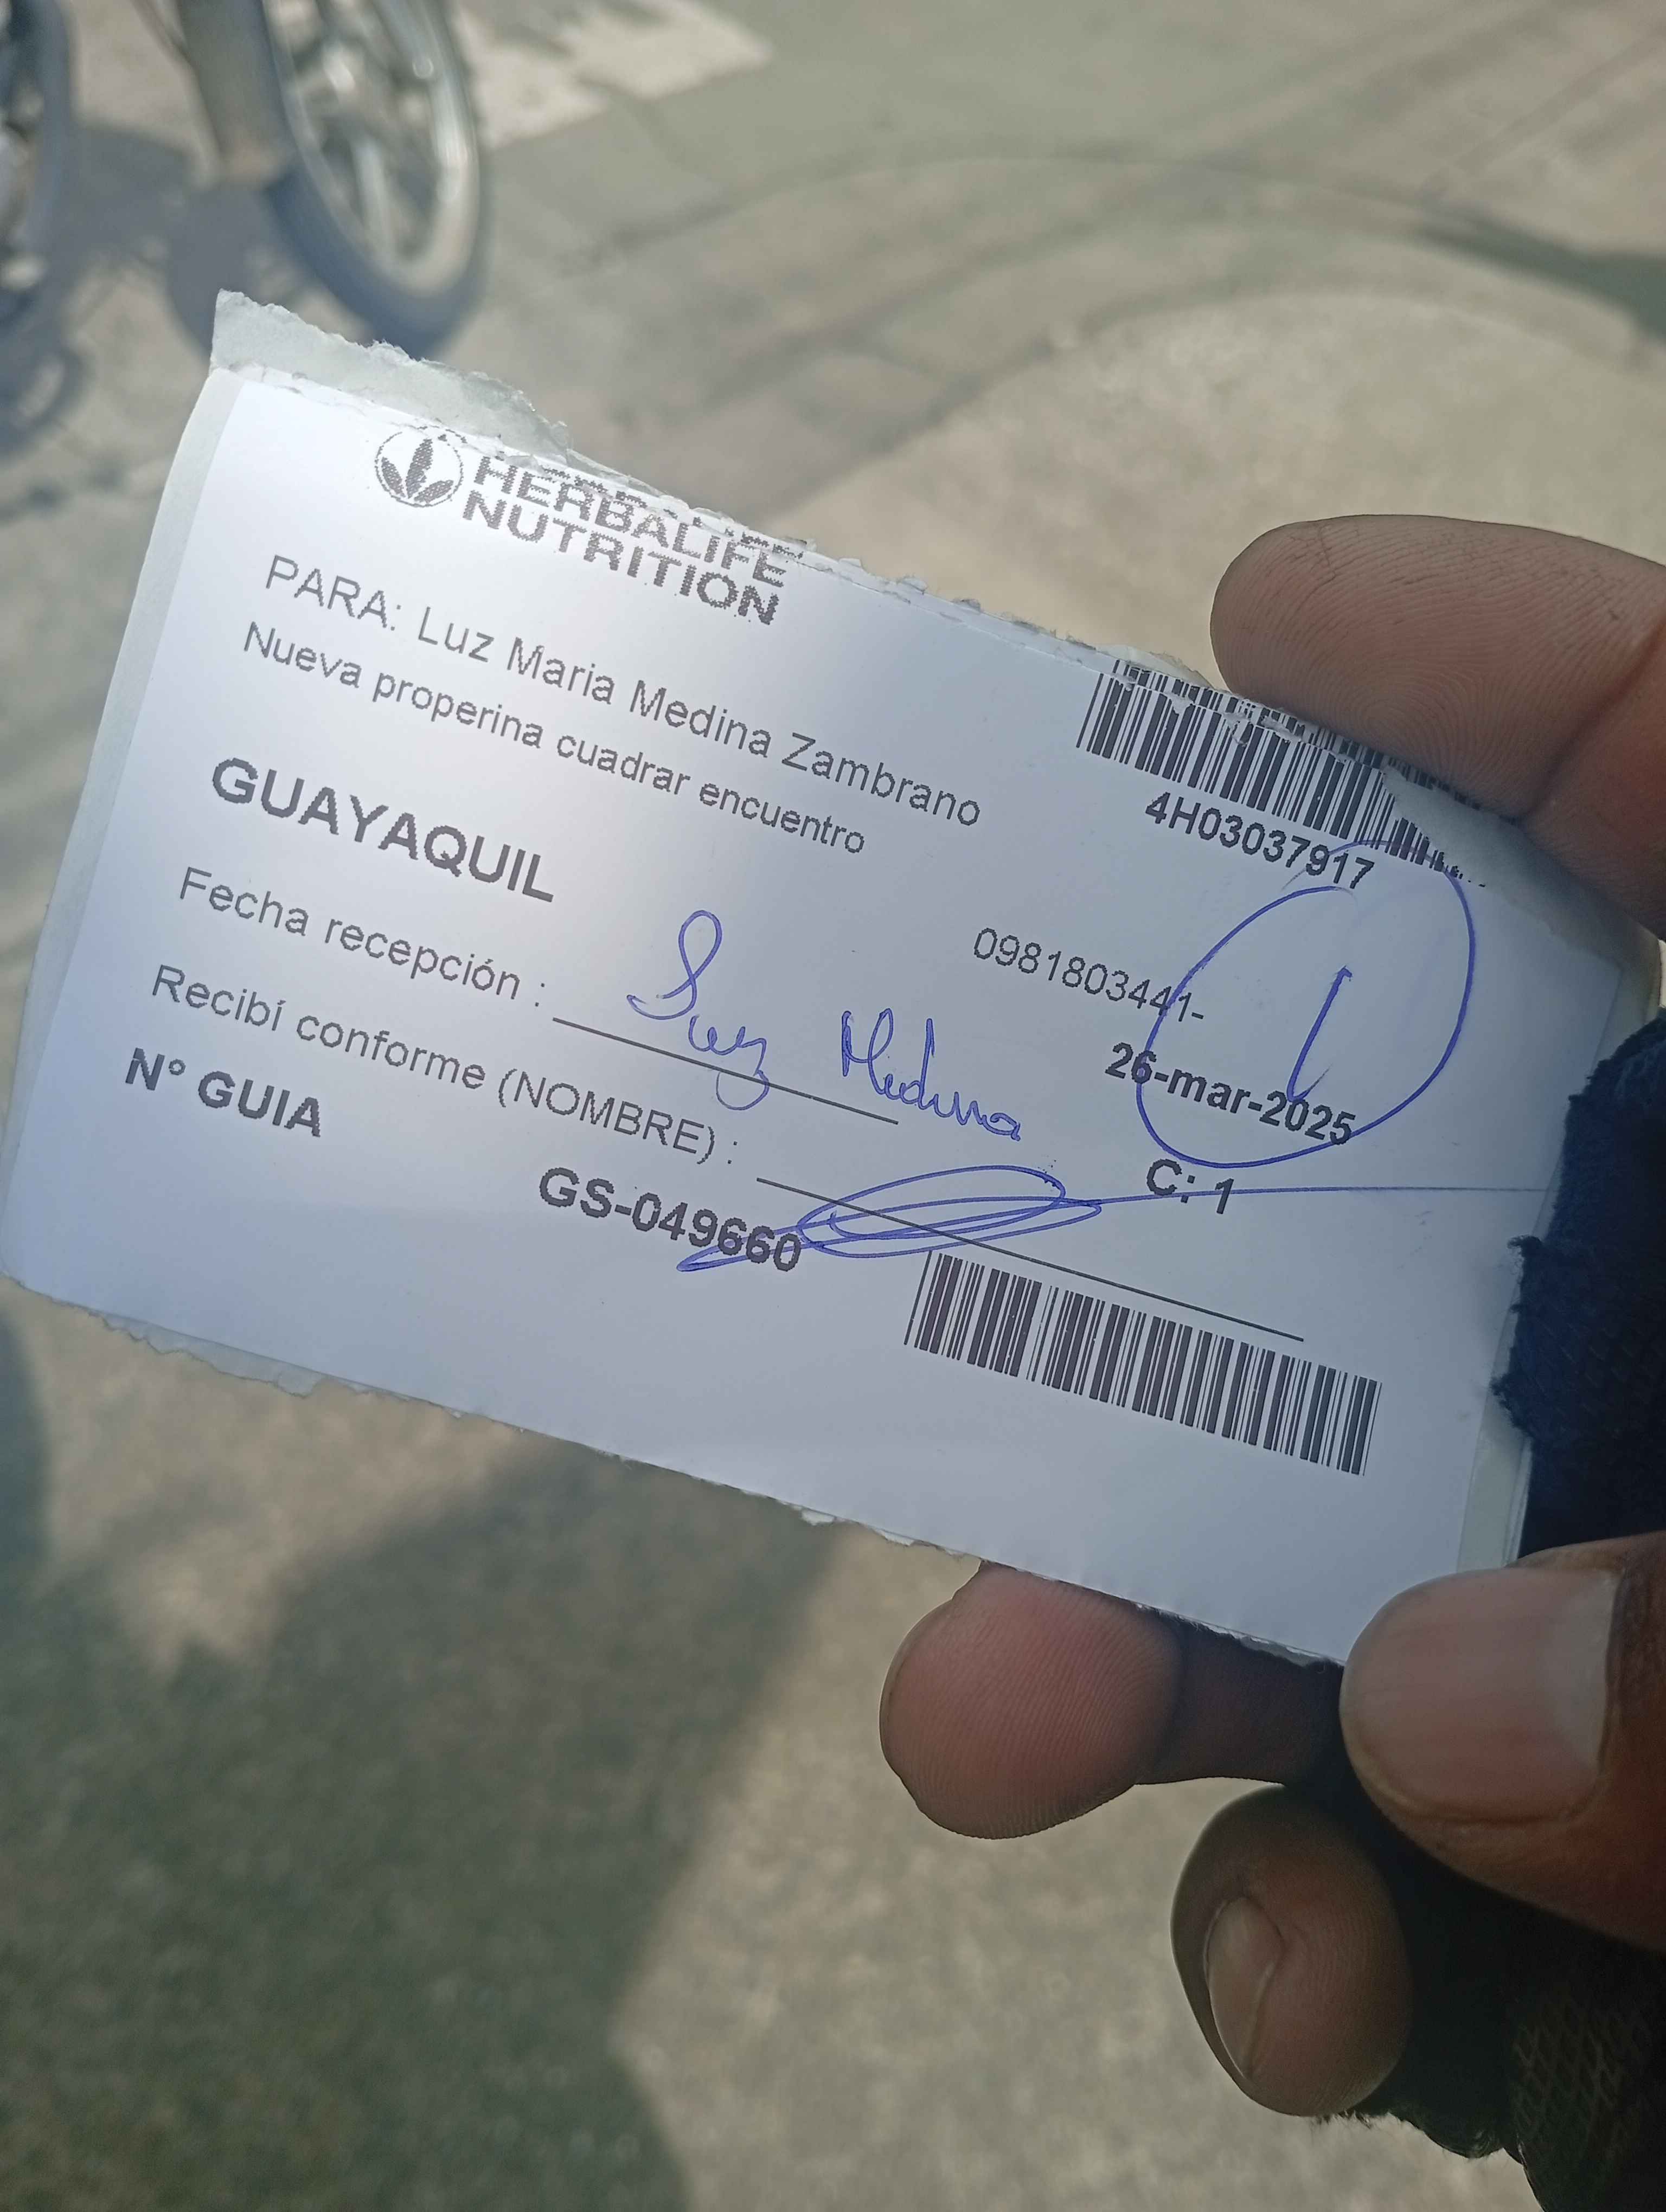 HERBALIFE
NUTRITION
4H03037917
PARA: Luz Maria Medina Zambrano
Nueva properina cuadrar encuentro
0981803441-
GUAYAQUIL
26-mar-2025
1
Fecha recepción : Luz Medina
C: 1
Recibí conforme (NOMBRE) :
N° GUIA GS-049660